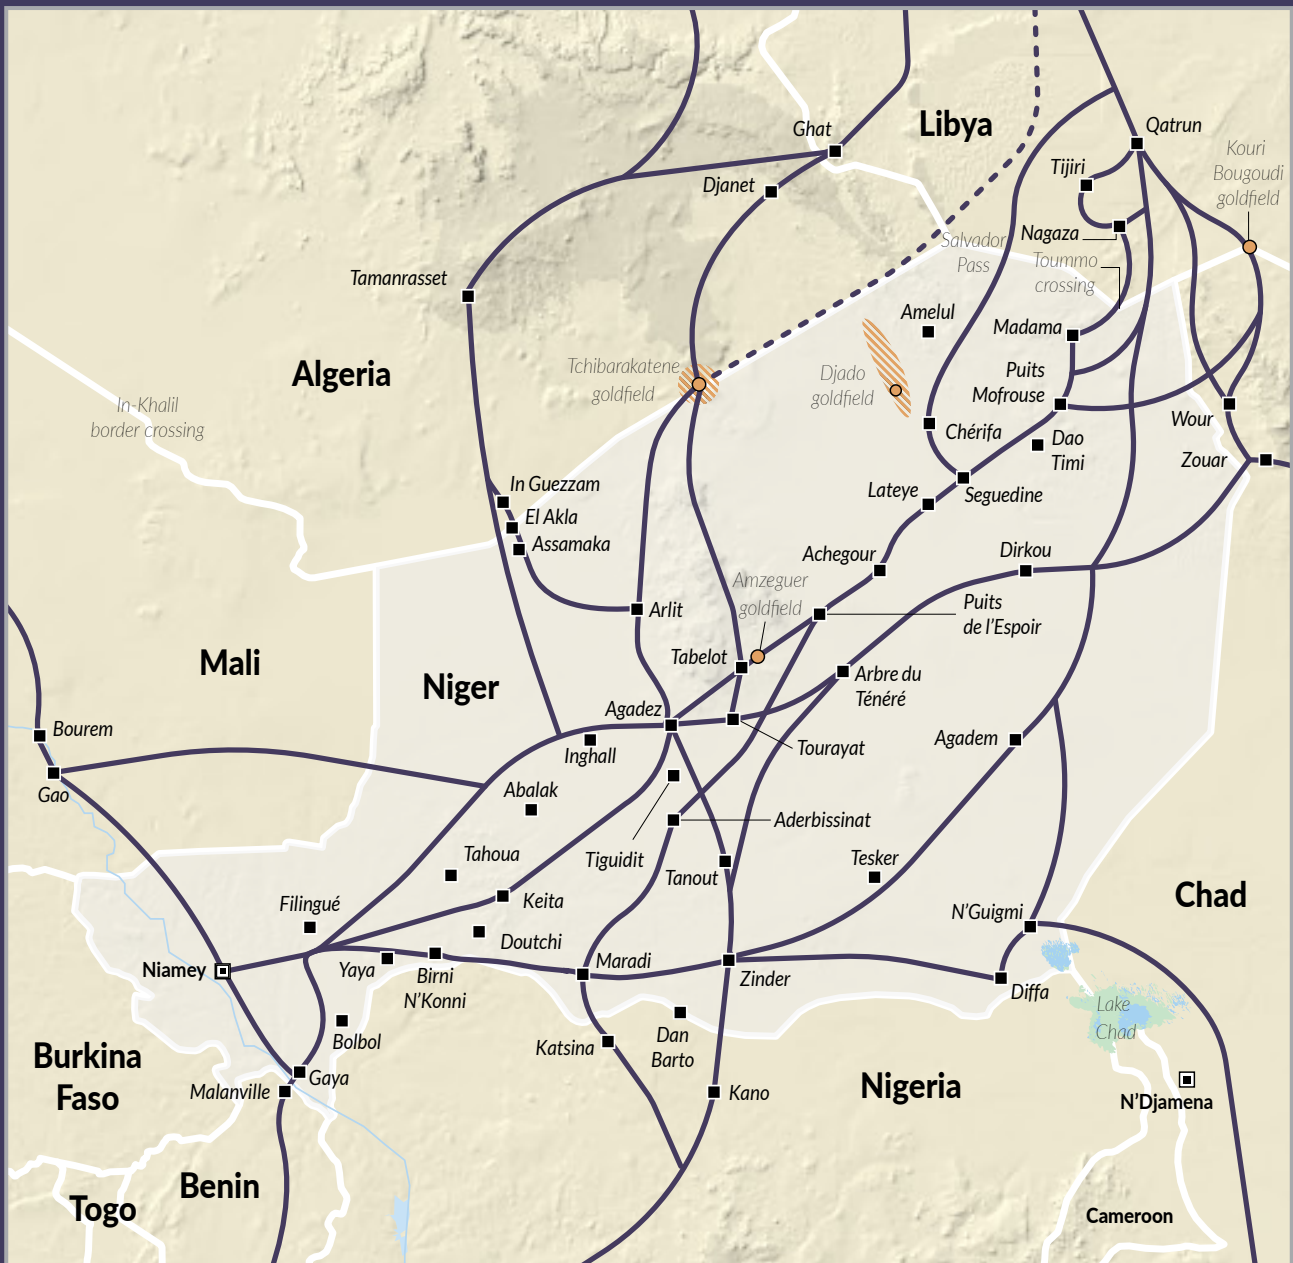 Ghat
Libya
Qatrun
Kouri
Bougoudi
goldfield
Djanet
Tijiri
Nagaza
Salvador
Pass
Toummo
crossing
Tamanrasset
Amelul
Madama
Algeria
Tchibarakatene
goldfield
Djado
goldfield
Puits
Mofrouse
In-Khalil
border crossing
Wour
Chérifa
Dao
Timi
Zouar
In Guezzam
El Akla
Assamaka
Lateye
Seguedine
Achegour
Dirkou
Amzeguer
goldfield
Arlit
Puits
de l’Espoir
Mali
Niger
Tabelot
Arbre du
Ténéré
Agadez
Bourem
Inghall
Tourayat
Agadem
Gao
Abalak
Aderbissinat
Tiguidit
Tahoua
Tanout
Tesker
Chad
Filingué
Keita
N’Guigmi
Doutchi
Niamey
Yaya
Birni
N’Konni
Maradi
Zinder
Diffa
Lake
Chad
Bolbol
Katsina
Dan
Barto
Burkina
Faso
Gaya
Malanville
Kano
Nigeria
N’Djamena
Benin
Togo
Cameroon